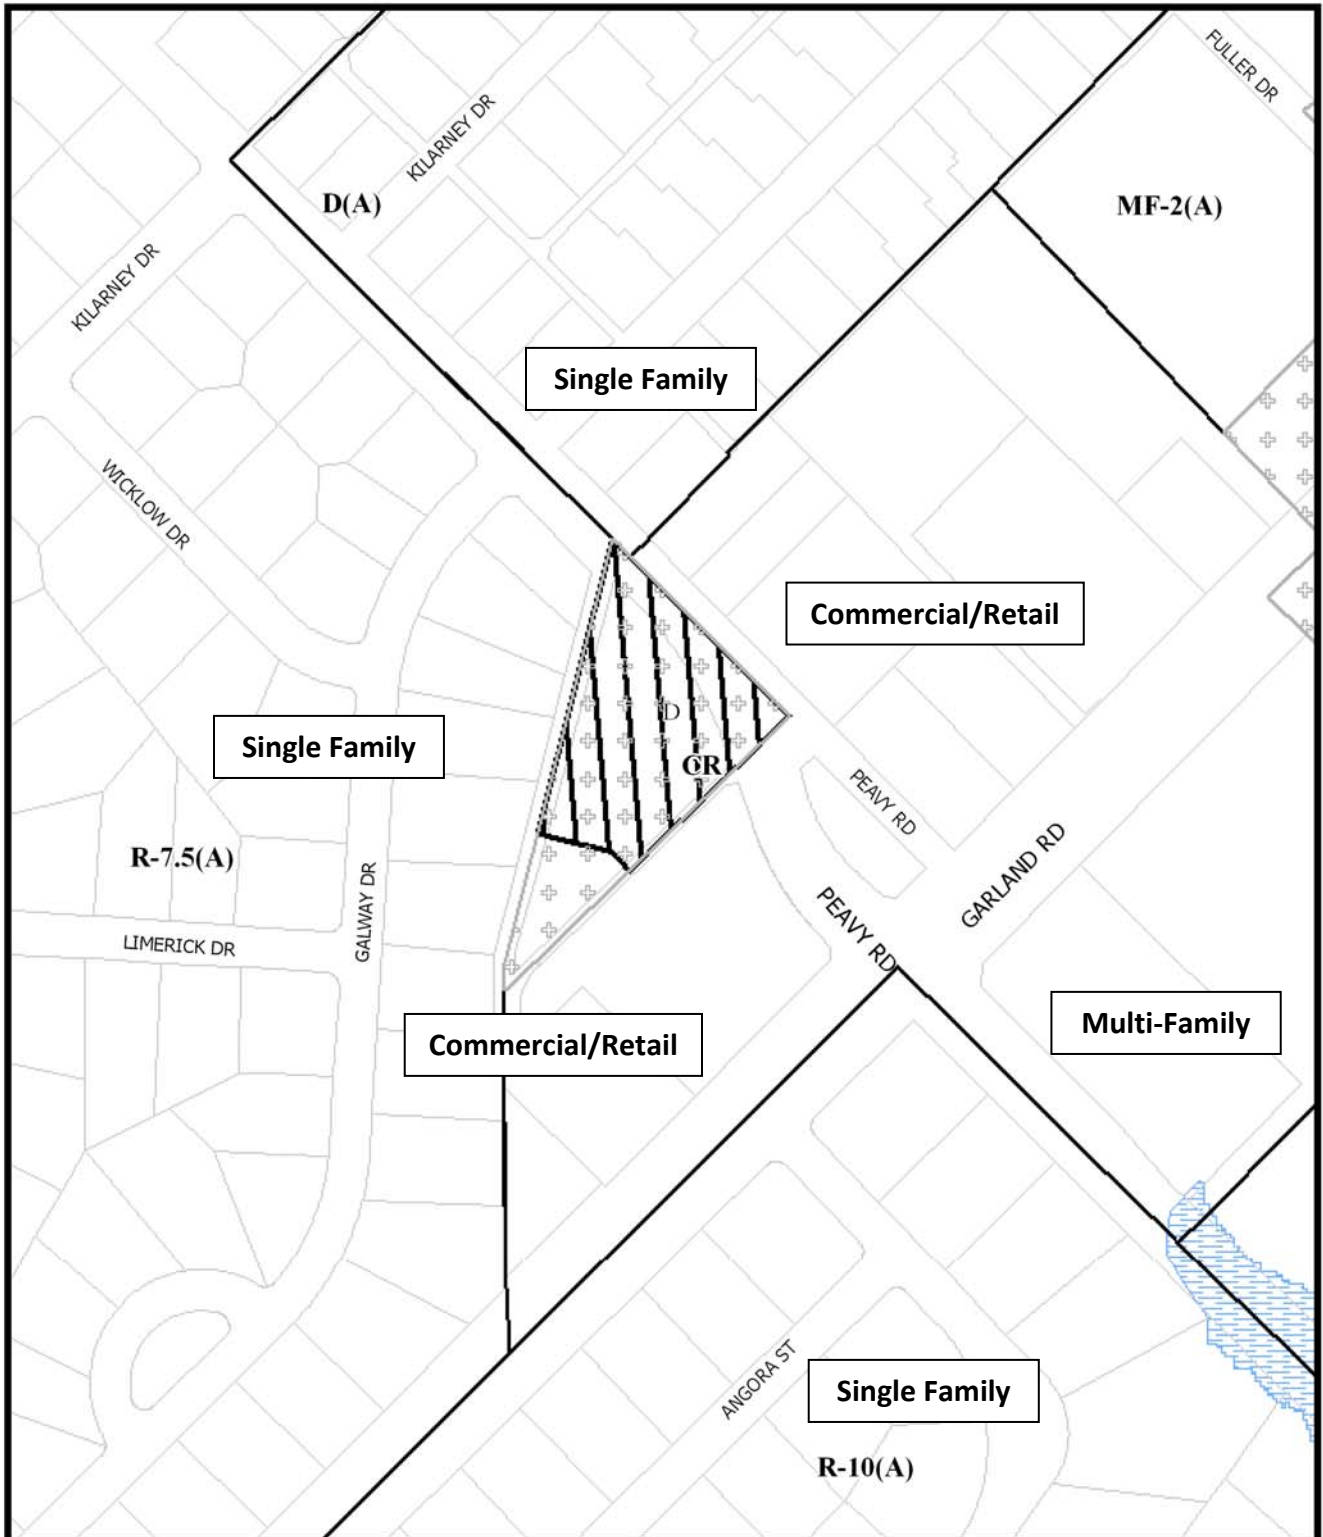 FULLER DR
KILARNEY DR
D(A)
MF-2(A)
KILARNEY DR
Single Family
WICKLOW DR
Commercial/Retail
D
Single Family
CR
PEAVY RD
R-7.5(A)
GARLAND RD
GALWAY DR
PEAVY RD
LIMERICK DR
Multi-Family
Commercial/Retail
ANGORA ST
Single Family
R-10(A)